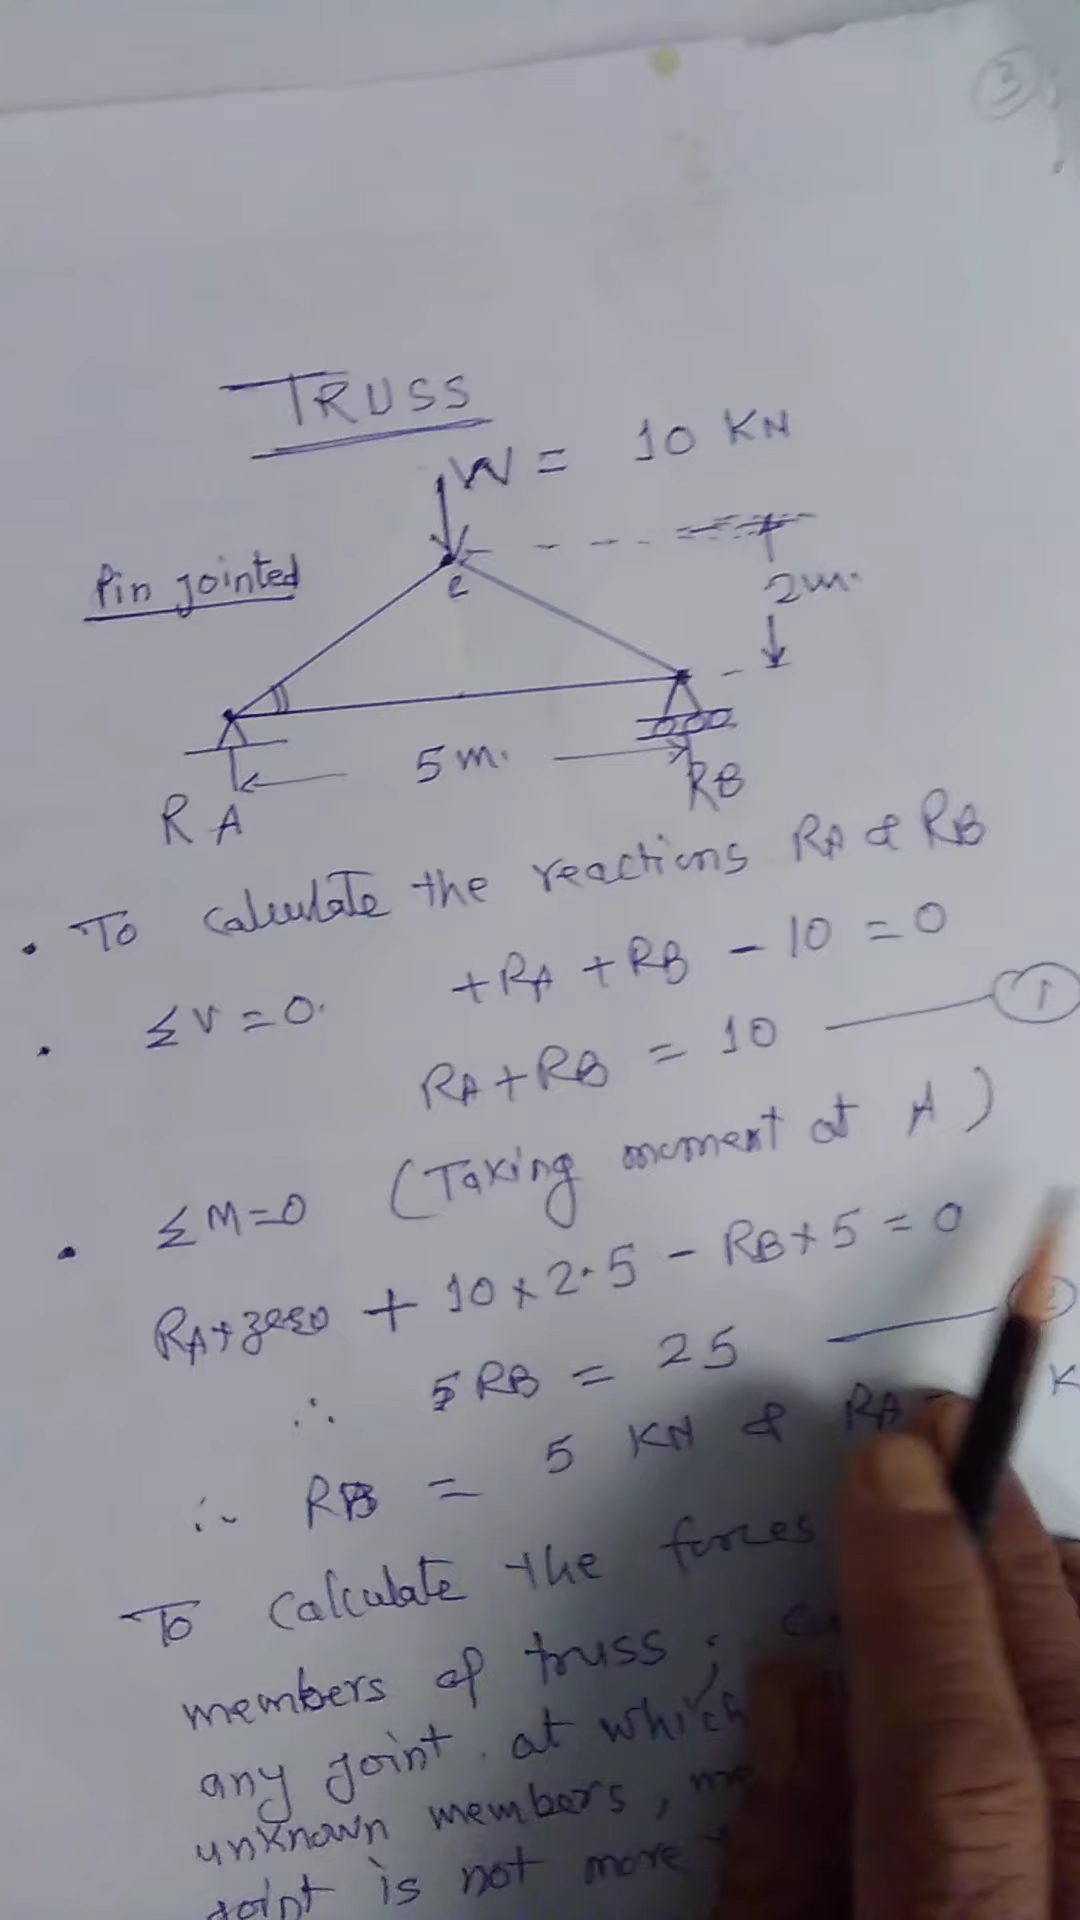 3
TRUSS
W = 10 KN
Pin jointed
e
2m.
5m.
RA
RB
• To calculate the reactions RA & RB
• ΣV=0. +RA +RB - 10 = 0
RA+RB = 10 1
• ΣM=0 (Taking moment at A)
RA×zero + 10×2.5 - RB×5 = 0
∴ 5RB = 25
∴ RB = 5 KN & RA K
To calculate the forces
members of truss,
any joint. at which
unknown members,
joint is not more